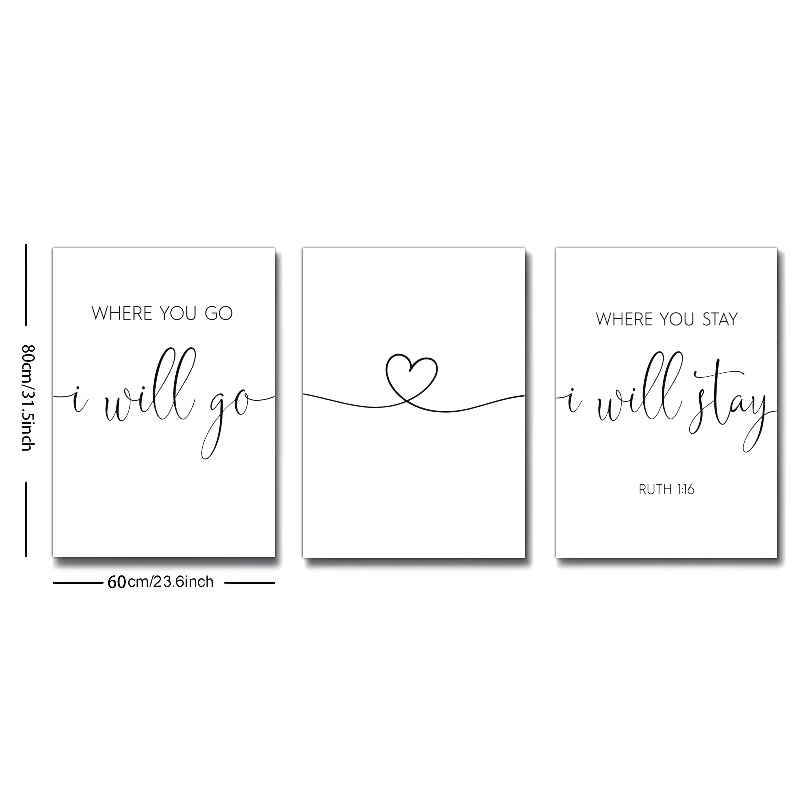 WHERE YOU GO
i will go
WHERE YOU STAY
i will stay
RUTH 1:16
80cm/31.5inch
60cm/23.6inch